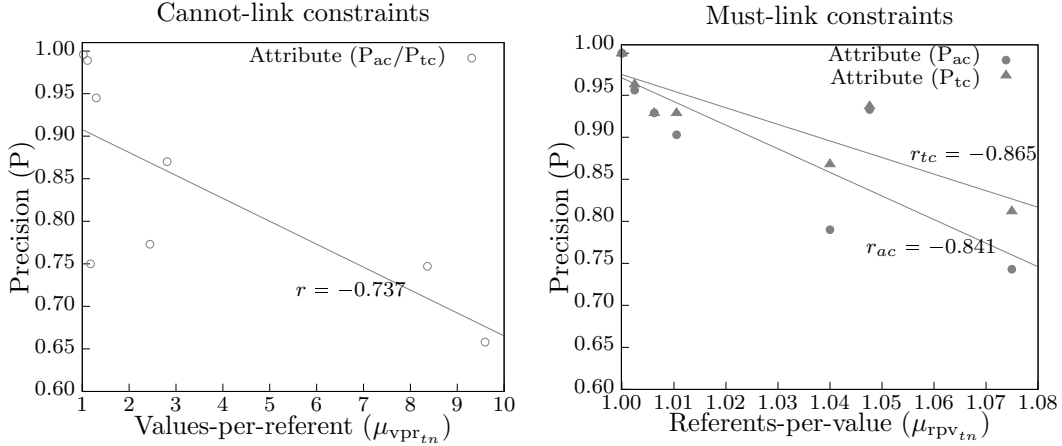 Cannot-link constraints
Attribute (P_ac/P_tc)
r = −0.737
Precision (P)
1.00
0.95
0.90
0.85
0.80
0.75
0.70
0.65
0.60
1 2 3 4 5 6 7 8 9 10
Values-per-referent (μ_vpr_tn)
Must-link constraints
Attribute (P_ac)
Attribute (P_tc)
r_tc = −0.865
r_ac = −0.841
Precision (P)
1.00
0.95
0.90
0.85
0.80
0.75
0.70
0.65
0.60
1.00 1.01 1.02 1.03 1.04 1.05 1.06 1.07 1.08
Referents-per-value (μ_rpv_tn)